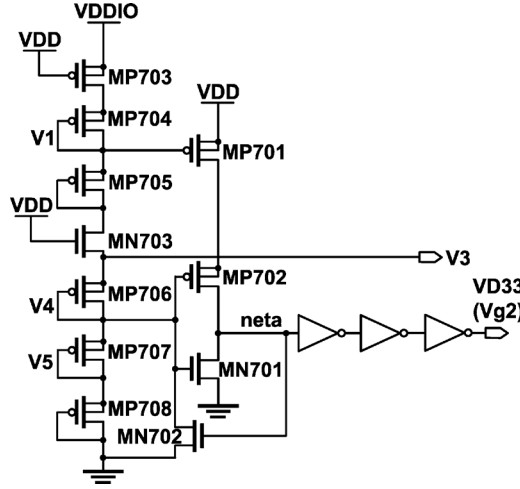 VDDIO
VDD
MP703
MP704
VDD
V1
MP701
MP705
VDD
MN703
V3
MP702
MP706
VD33
V4
(Vg2)
neta
MP707
V5
MN701
MP708
MN702